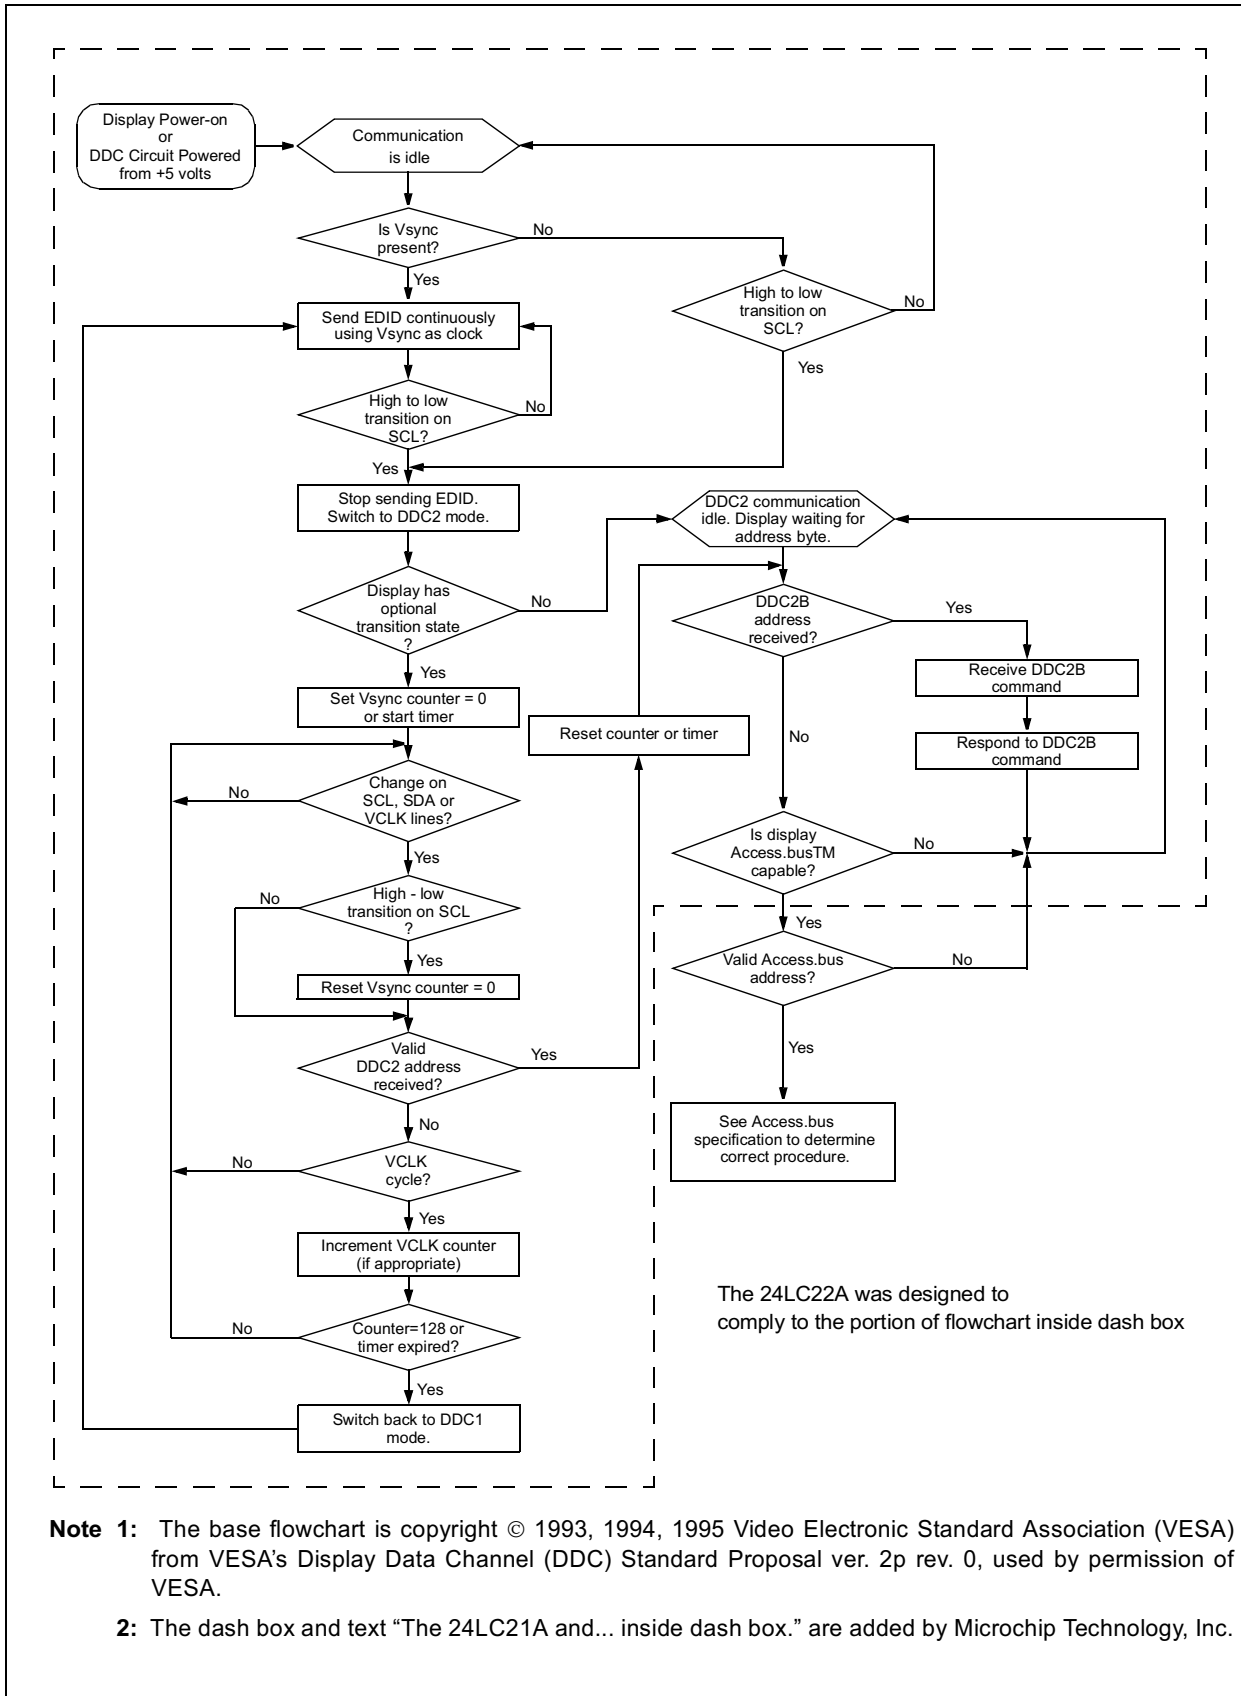 Display Power-on
or
DDC Circuit Powered
from +5 volts
Communication
is idle
Is Vsync
present?
No
Yes
High to low
transition on
SCL?
No
Yes
Send EDID continuously
using Vsync as clock
High to low
transition on
SCL?
No
Yes
Stop sending EDID.
Switch to DDC2 mode.
DDC2 communication
idle. Display waiting for
address byte.
Display has
optional
transition state
?
No
Yes
DDC2B
address
received?
Yes
No
Receive DDC2B
command
Respond to DDC2B
command
Set Vsync counter = 0
or start timer
Reset counter or timer
Change on
SCL, SDA or
VCLK lines?
No
Yes
Is display
Access.busTM
capable?
No
Yes
High - low
transition on SCL
?
No
Yes
Valid Access.bus
address?
No
Yes
Reset Vsync counter = 0
Valid
DDC2 address
received?
Yes
No
See Access.bus
specification to determine
correct procedure.
VCLK
cycle?
No
Yes
Increment VCLK counter
(if appropriate)
The 24LC22A was designed to
comply to the portion of flowchart inside dash box
Counter=128 or
timer expired?
No
Yes
Switch back to DDC1
mode.
Note 1: The base flowchart is copyright © 1993, 1994, 1995 Video Electronic Standard Association (VESA)
from VESA's Display Data Channel (DDC) Standard Proposal ver. 2p rev. 0, used by permission of
VESA.
2: The dash box and text “The 24LC21A and... inside dash box.” are added by Microchip Technology, Inc.